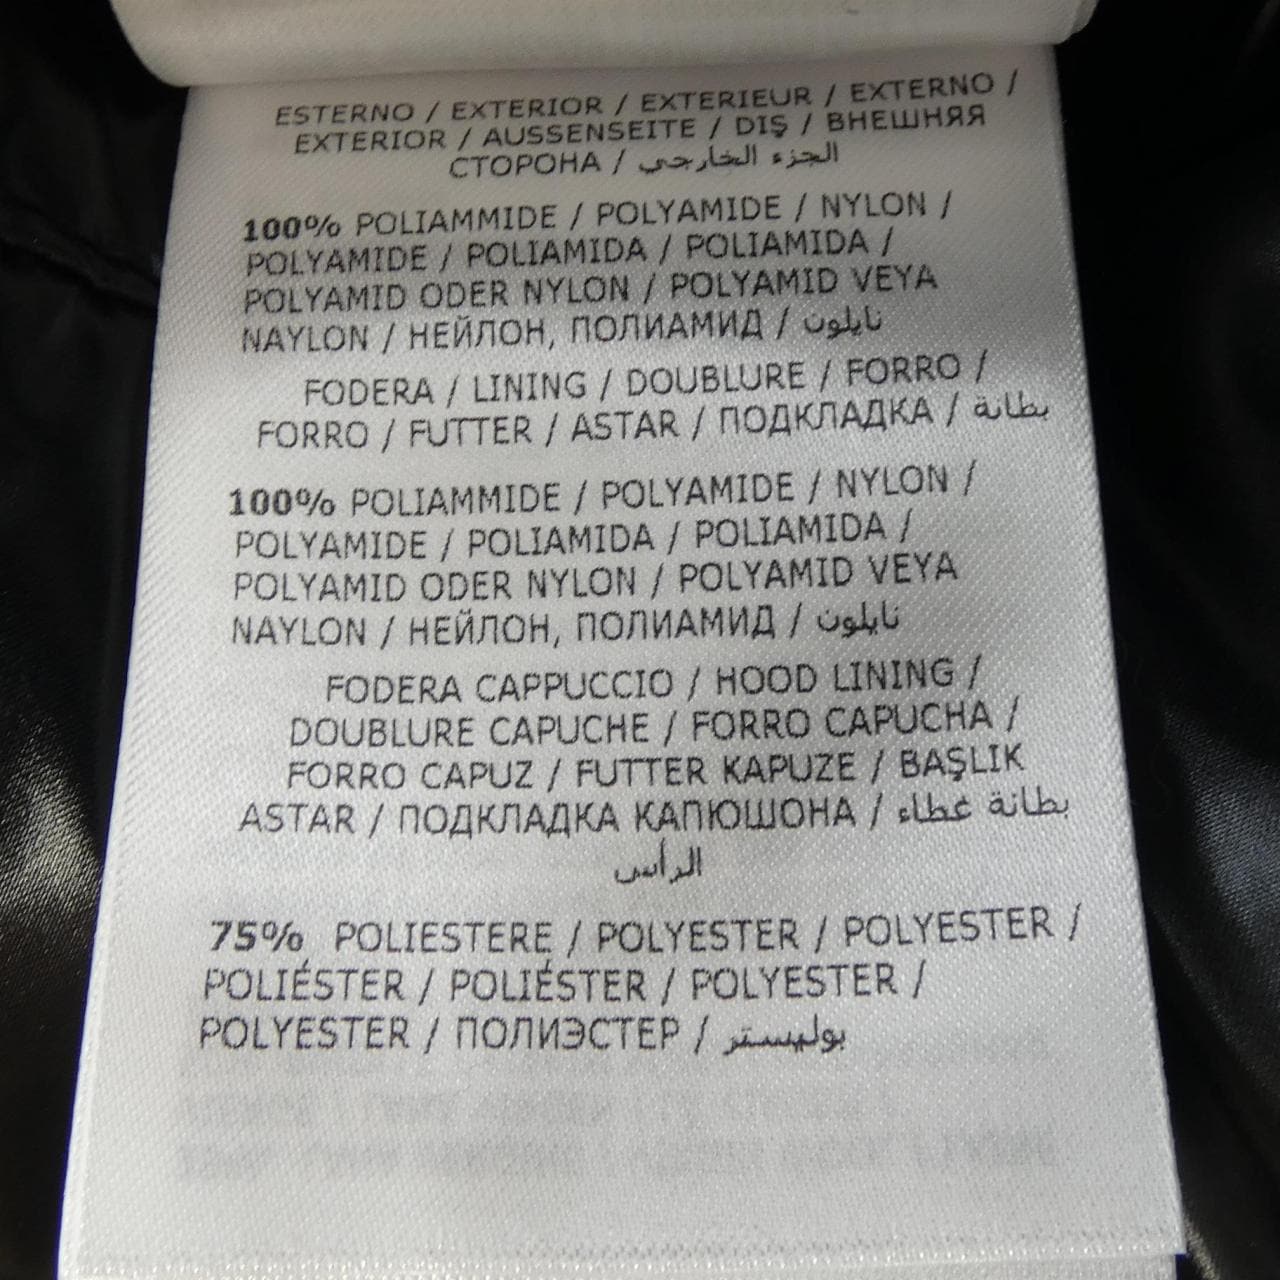 ESTERNO / EXTERIOR / EXTERIEUR / EXTERNO /
EXTERIOR / AUSSENSEITE / DIŞ / ВНЕШНЯЯ
СТОРОНА / الجزء الخارجي
100% POLIAMMIDE / POLYAMIDE / NYLON /
POLYAMIDE / POLIAMIDA / POLIAMIDA /
POLYAMID ODER NYLON / POLYAMID VEYA
NAYLON / НЕЙЛОН, ПОЛИАМИД / نايلون
FODERA / LINING / DOUBLURE / FORRO /
FORRO / FUTTER / ASTAR / ПОДКЛАДКА / بطانة
100% POLIAMMIDE / POLYAMIDE / NYLON /
POLYAMIDE / POLIAMIDA / POLIAMIDA /
POLYAMID ODER NYLON / POLYAMID VEYA
NAYLON / НЕЙЛОН, ПОЛИАМИД / نايلون
FODERA CAPPUCCIO / HOOD LINING /
DOUBLURE CAPUCHE / FORRO CAPUCHA /
FORRO CAPUZ / FUTTER KAPUZE / BAŞLIK
ASTAR / ПОДКЛАДКА КАПЮШОНА / بطانة غطاء
الرأس
75% POLIESTERE / POLYESTER / POLYESTER /
POLIÉSTER / POLIÉSTER / POLYESTER /
POLYESTER / ПОЛИЭСТЕР / بوليستر